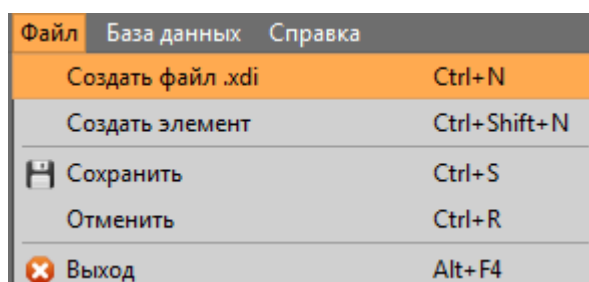 Файл База данных Справка
Создать файл .xdi Ctrl+N
Создать элемент Ctrl+Shift+N
Сохранить Ctrl+S
Отменить Ctrl+R
Выход Alt+F4